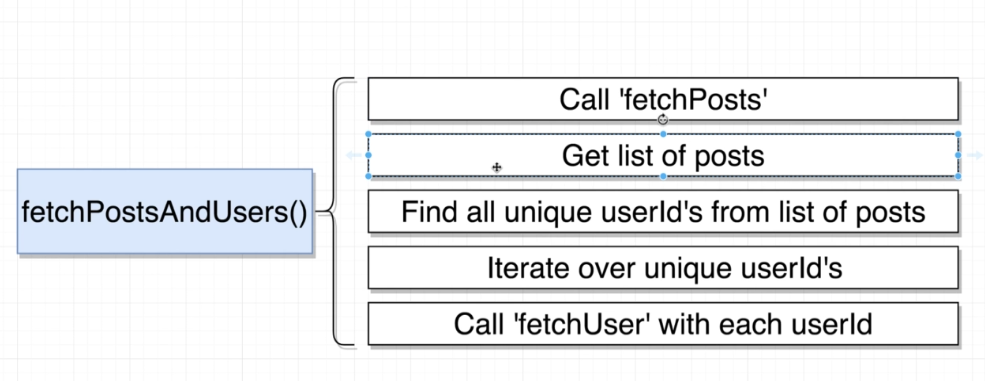 Call 'fetchPosts'
Get list of posts
fetchPostsAndUsers()
Find all unique userId's from list of posts
Iterate over unique userId's
Call 'fetchUser' with each userId